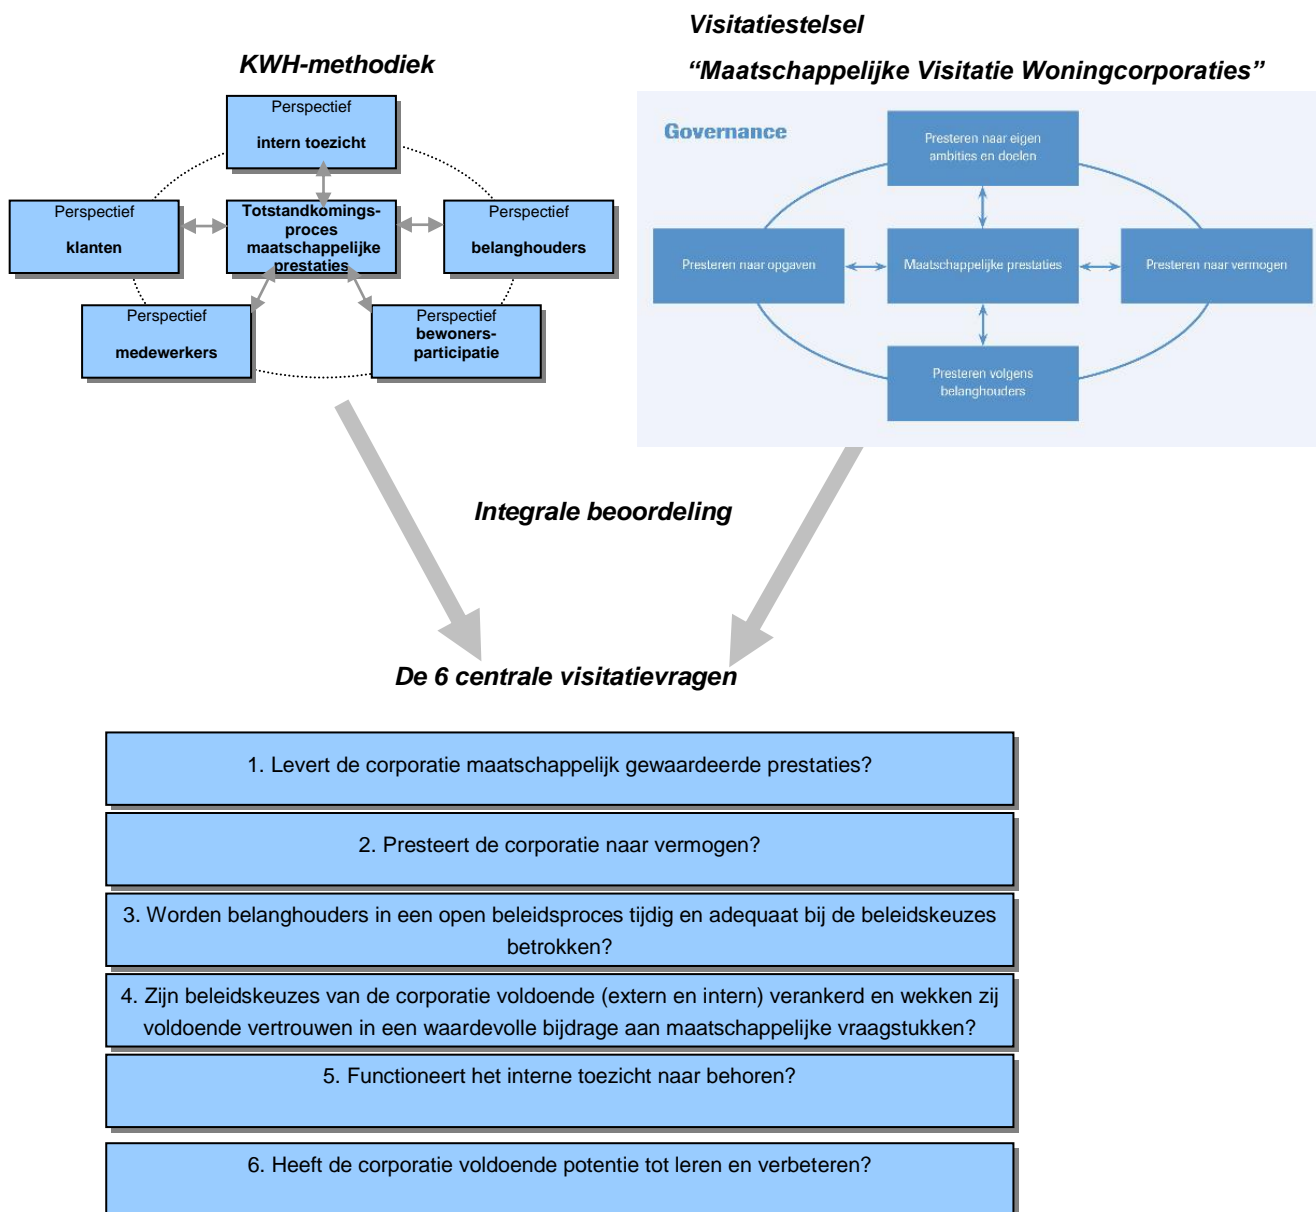 KWH-methodiek
Perspectief
intern toezicht
Perspectief
klanten
Totstandkomings-
proces
maatschappelijke
prestaties
Perspectief
belanghouders
Perspectief
medewerkers
Perspectief
bewoners-
participatie
Visitatiestelsel
“Maatschappelijke Visitatie Woningcorporaties”
Governance
Presteren naar eigen
ambities en doelen
Presteren naar opgaven
Maatschappelijke prestaties
Presteren naar vermogen
Presteren volgens
belanghouders
Integrale beoordeling
De 6 centrale visitatievragen
1. Levert de corporatie maatschappelijk gewaardeerde prestaties?
2. Presteert de corporatie naar vermogen?
3. Worden belanghouders in een open beleidsproces tijdig en adequaat bij de beleidskeuzes
betrokken?
4. Zijn beleidskeuzes van de corporatie voldoende (extern en intern) verankerd en wekken zij
voldoende vertrouwen in een waardevolle bijdrage aan maatschappelijke vraagstukken?
5. Functioneert het interne toezicht naar behoren?
6. Heeft de corporatie voldoende potentie tot leren en verbeteren?